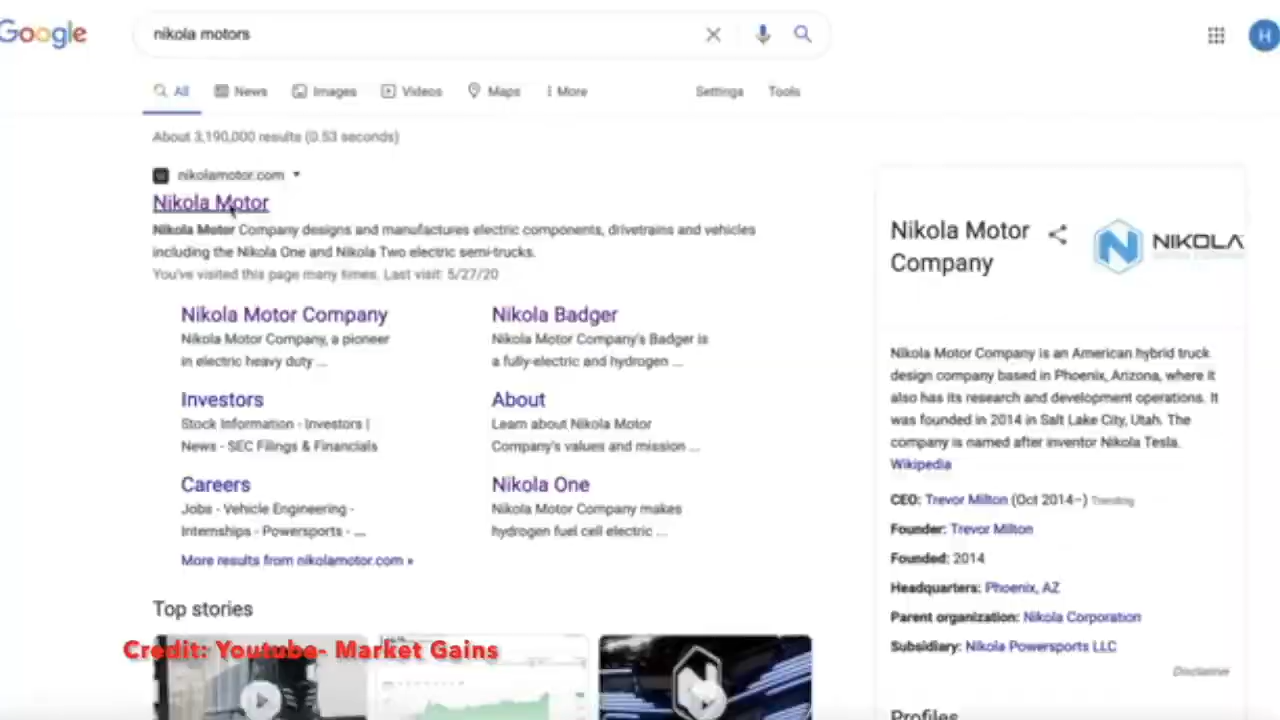 Google
nikola motors
H
All
News
Images
Videos
Maps
More
Settings
Tools
About 3,190,000 results (0.53 seconds)
nikolamotor.com
Nikola Motor
Nikola Motor Company designs and manufactures electric components, drivetrains and vehicles
including the Nikola One and Nikola Two electric semi-trucks.
You've visited this page many times. Last visit: 5/27/20
Nikola Motor Company
Nikola Motor Company, a pioneer
in electric heavy duty ...
Nikola Badger
Nikola Motor Company's Badger is
a fully-electric and hydrogen ...
Investors
Stock Information - Investors |
News - SEC Filings & Financials
About
Learn about Nikola Motor
Company's values and mission ...
Careers
Jobs - Vehicle Engineering -
Internships - Powersports - ...
Nikola One
Nikola Motor Company makes
hydrogen fuel cell electric ...
More results from nikolamotor.com »
Top stories
Credit: Youtube- Market Gains
Nikola Motor
Company
NIKOLA
Nikola Motor Company is an American hybrid truck
design company based in Phoenix, Arizona, where it
also has its research and development operations. It
was founded in 2014 in Salt Lake City, Utah. The
company is named after inventor Nikola Tesla.
Wikipedia
CEO: Trevor Milton (Oct 2014–) Trending
Founder: Trevor Milton
Founded: 2014
Headquarters: Phoenix, AZ
Parent organization: Nikola Corporation
Subsidiary: Nikola Powersports LLC
Disclaimer
Profiles